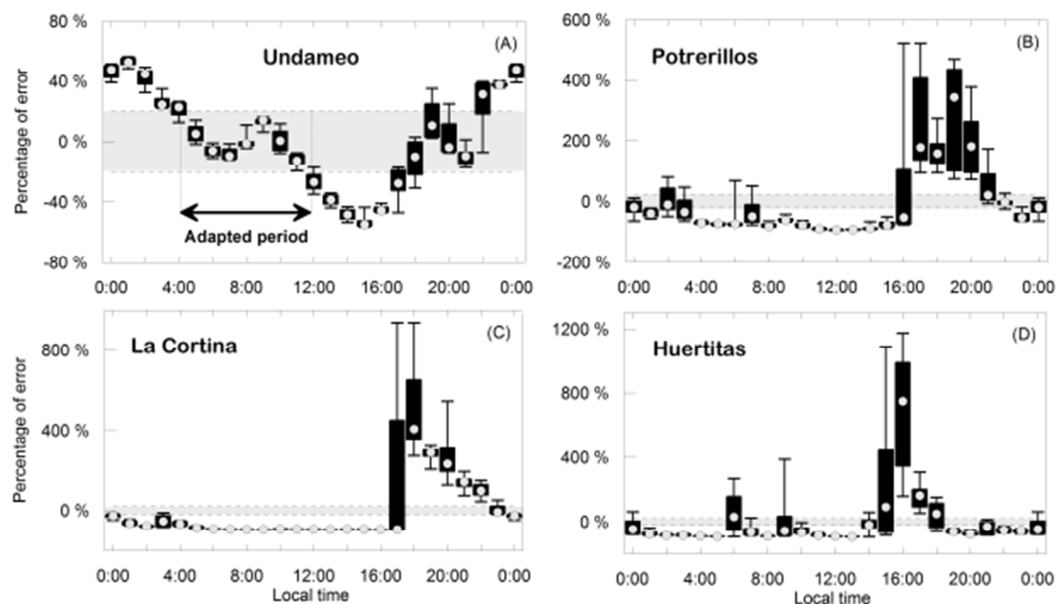 80 %
40 %
0 %
-40 %
-80 %
Percentage of error
Undameo
(A)
Adapted period
0:00 4:00 8:00 12:00 16:00 20:00 0:00
600 %
400 %
200 %
0 %
-200 %
Potrerillos
(B)
0:00 4:00 8:00 12:00 16:00 20:00 0:00
800 %
400 %
0 %
Percentage of error
La Cortina
(C)
0:00 4:00 8:00 12:00 16:00 20:00 0:00
Local time
1200 %
800 %
400 %
0 %
Huertitas
(D)
0:00 4:00 8:00 12:00 16:00 20:00 0:00
Local time